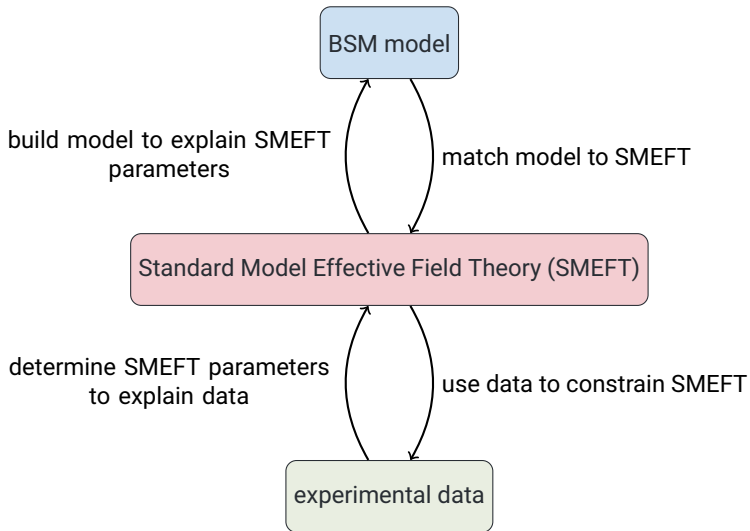 BSM model
build model to explain SMEFT
parameters
match model to SMEFT
Standard Model Effective Field Theory (SMEFT)
determine SMEFT parameters
to explain data
use data to constrain SMEFT
experimental data